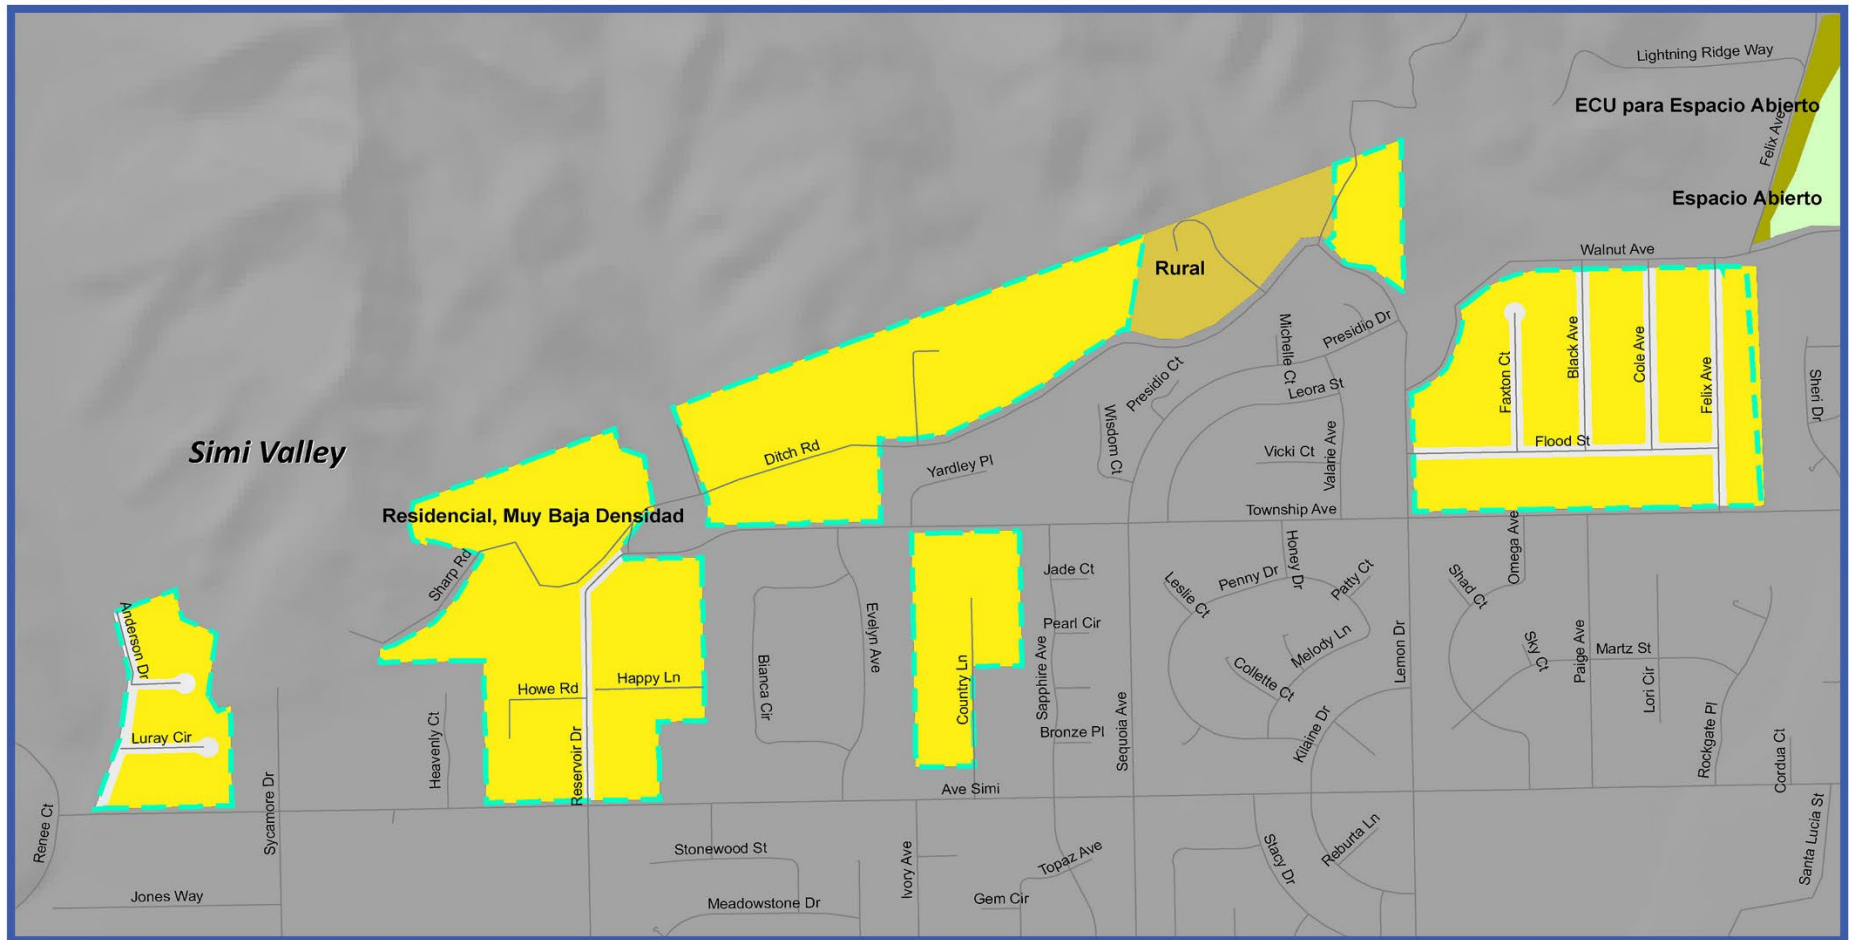 Lightning Ridge Way
ECU para Espacio Abierto
Felix Ave
Espacio Abierto
Walnut Ave
Rural
Michelle Ct
Presidio Dr
Presidio Ct
Leora St
Wisdom Ct
Faxton Ct
Black Ave
Cole Ave
Felix Ave
Sheri Dr
Simi Valley
Ditch Rd
Yardley Pl
Vicki Ct
Valarie Ave
Flood St
Township Ave
Residencial, Muy Baja Densidad
Sharp Rd
Anderson Dr
Luray Cir
Howe Rd
Happy Ln
Reservoir Dr
Heavenly Ct
Sycamore Dr
Renee Ct
Jones Way
Bianca Cir
Evelyn Ave
Country Ln
Jade Ct
Pearl Cir
Sapphire Ave
Bronze Pl
Sequoia Ave
Leslie Ct
Penny Dr
Honey Dr
Patty Ct
Melody Ln
Collette Ct
Kilaine Dr
Lemon Dr
Shad Ct
Omega Ave
Sky Ct
Paige Ave
Martz St
Lori Cir
Rockgate Pl
Cordua Ct
Santa Lucia St
Ave Simi
Stonewood St
Meadowstone Dr
Ivory Ave
Topaz Ave
Gem Cir
Stacy Dr
Reburta Ln